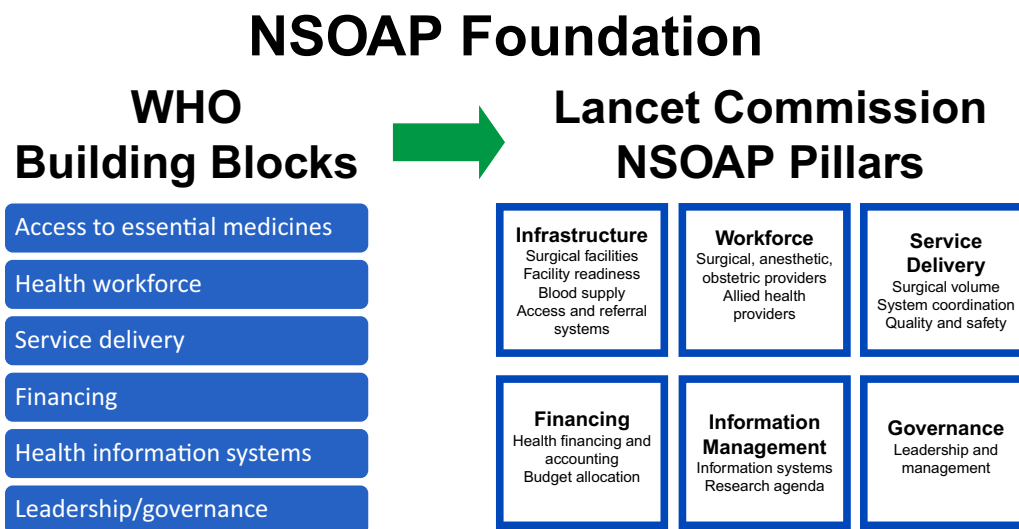 NSOAP Foundation
WHO
Building Blocks
Access to essential medicines
Health workforce
Service delivery
Financing
Health information systems
Leadership/governance
Lancet Commission
NSOAP Pillars
Infrastructure
Surgical facilities
Facility readiness
Blood supply
Access and referral
systems
Workforce
Surgical, anesthetic,
obstetric providers
Allied health
providers
Service
Delivery
Surgical volume
System coordination
Quality and safety
Financing
Health financing and
accounting
Budget allocation
Information
Management
Information systems
Research agenda
Governance
Leadership and
management